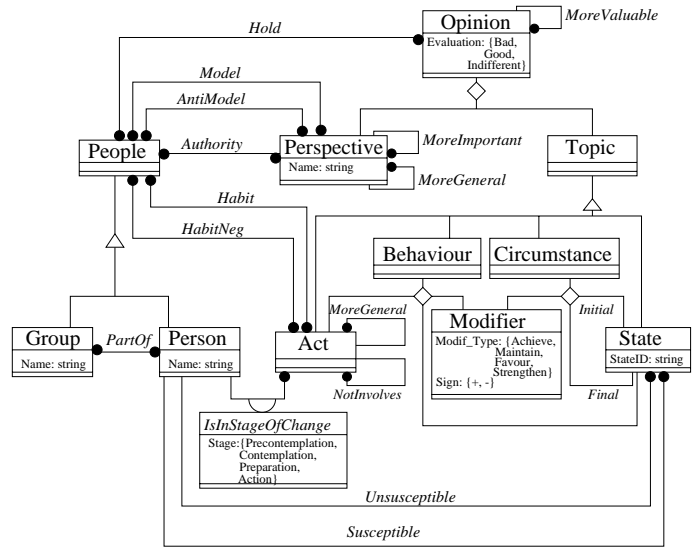 Opinion
MoreValuable
Hold
Evaluation: {Bad,
Good,
Indifferent}
Model
AntiModel
People
Authority
Perspective
MoreImportant
Topic
Name: string
MoreGeneral
Habit
HabitNeg
Behaviour
Circumstance
MoreGeneral
Initial
Group
PartOf
Person
Act
Modifier
State
Name: string
Name: string
Modif_Type: {Achieve,
Maintain,
Favour,
Strengthen}
StateID: string
Sign: {+, -}
NotInvolves
Final
IsInStageOfChange
Stage:{Precontemplation,
Contemplation,
Preparation,
Action}
Unsusceptible
Susceptible